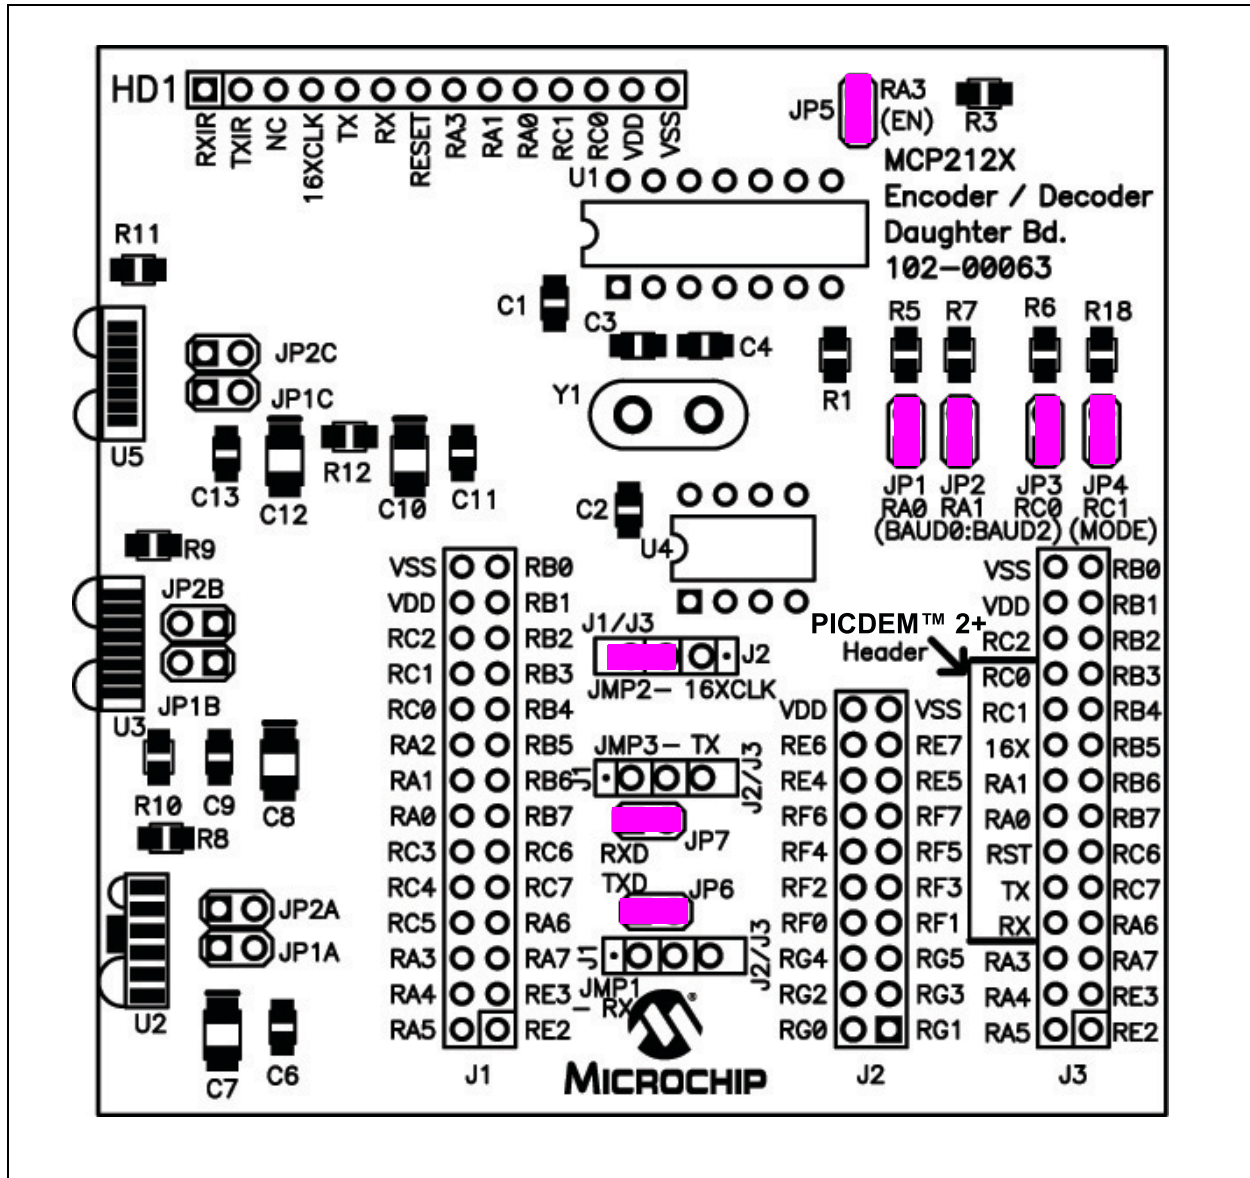 HD1
RXIR
TXIR
NC
16XCLK
TX
RX
RESET
RA3
RA1
RA0
RC1
RC0
VDD
VSS
JP5
RA3
(EN)
R3
MCP212X
Encoder / Decoder
Daughter Bd.
102-00063
U1
R11
C1
C3
C4
R5
R7
R6
R18
JP2C
JP1C
Y1
R1
U5
R12
C13
C12
C10
C11
JP1
JP2
JP3
JP4
RA0
RA1
RC0
RC1
(BAUD0:BAUD2) (MODE)
C2
U4
R9
JP2B
JP1B
U3
R10
C9
C8
R8
JP2A
JP1A
U2
C7
C6
VSS RB0
VDD RB1
RC2 RB2
RC1 RB3
RC0 RB4
RA2 RB5
RA1 RB6
RA0 RB7
RC3 RC6
RC4 RC7
RC5 RA6
RA3 RA7
RA4 RE3
RA5 RE2
J1
J1/J3
J2
JMP2- 16XCLK
JMP3- TX
J1
J2/J3
JP7
RXD
TXD
JP6
J1
J2/J3
JMP1
- RX
®
MICROCHIP
PICDEM™ 2+
Header
VDD VSS
RE6 RE7
RE4 RE5
RF6 RF7
RF4 RF5
RF2 RF3
RF0 RF1
RG4 RG5
RG2 RG3
RG0 RG1
J2
VSS RB0
VDD RB1
RC2 RB2
RC0 RB3
RC1 RB4
16X RB5
RA1 RB6
RA0 RB7
RST RC6
TX RC7
RX RA6
RA3 RA7
RA4 RE3
RA5 RE2
J3